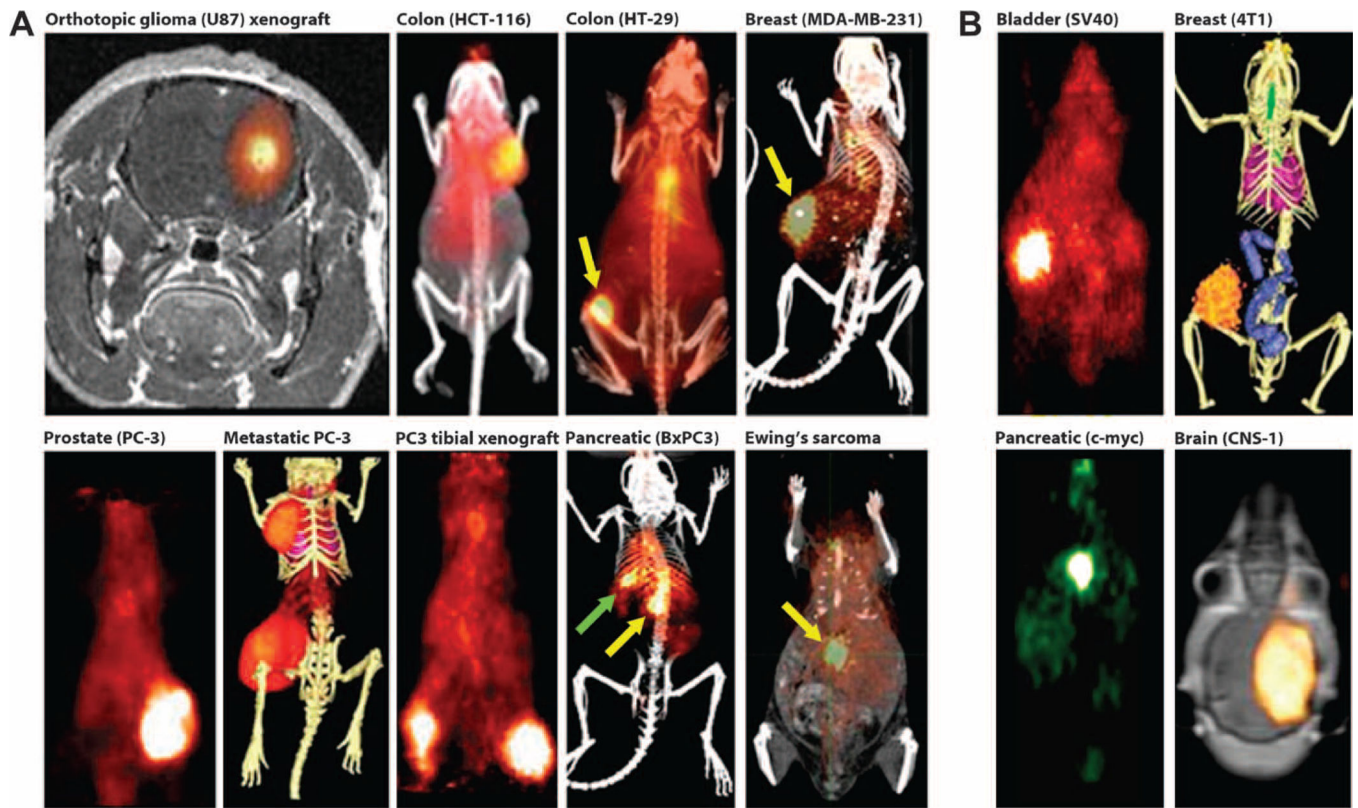 A
Orthotopic glioma (U87) xenograft
Colon (HCT-116)
Colon (HT-29)
Breast (MDA-MB-231)
B
Bladder (SV40)
Breast (4T1)
Prostate (PC-3)
Metastatic PC-3
PC3 tibial xenograft
Pancreatic (BxPC3)
Ewing's sarcoma
Pancreatic (c-myc)
Brain (CNS-1)